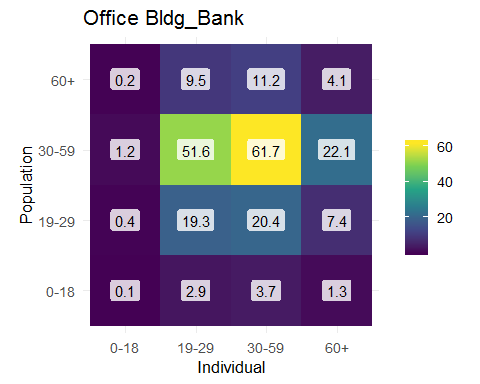 Office Bldg_Bank
Population
60+
0.2 9.5 11.2 4.1
30-59
1.2 51.6 61.7 22.1
19-29
0.4 19.3 20.4 7.4
0-18
0.1 2.9 3.7 1.3
0-18 19-29 30-59 60+
Individual
60
40
20